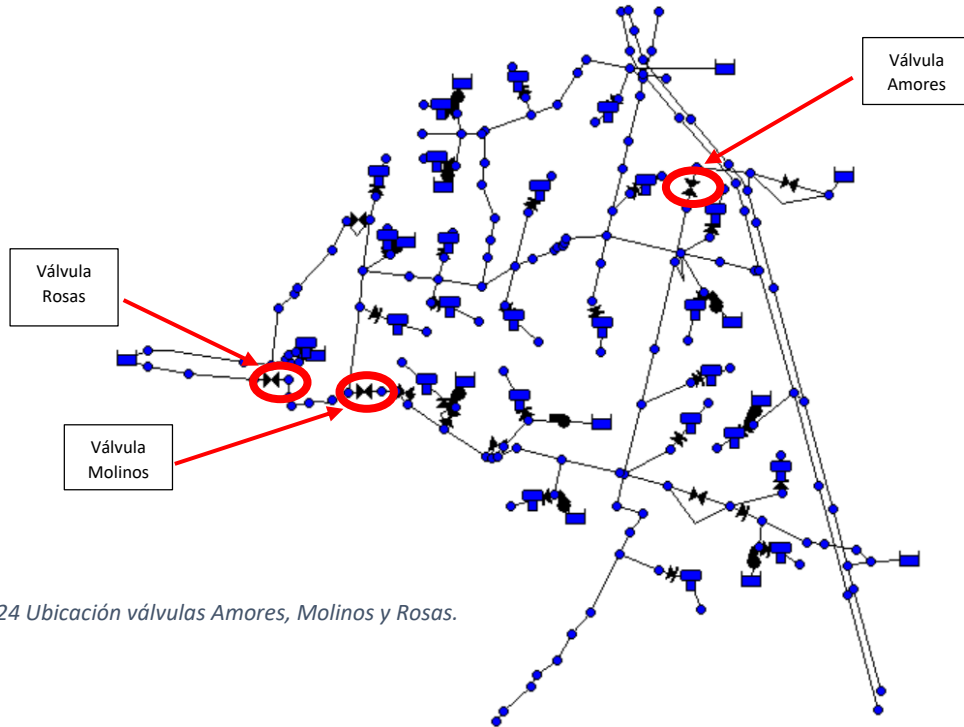 Válvula
Amores
Válvula
Rosas
Válvula
Molinos
24 Ubicación válvulas Amores, Molinos y Rosas.